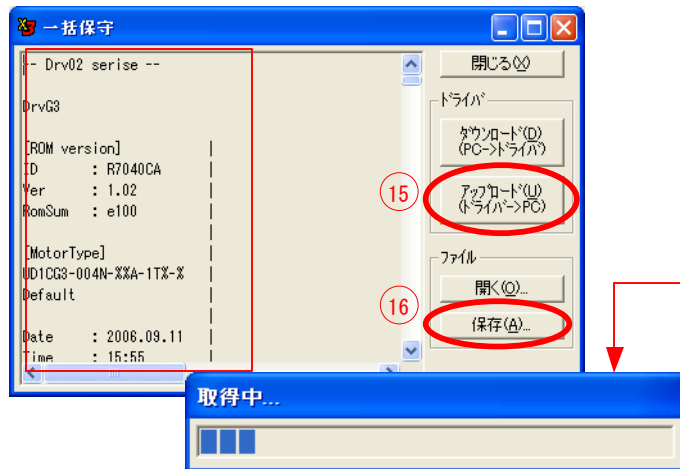 一括保守
-- Drv02 serise --
DrvG3
[ROM version] |
ID : R7040CA |
Ver : 1.02 |
RomSum : e100 |
|
[MotorType] |
UD1CG3-004N-%%A-1T%-% |
Default |
|
Date : 2006.09.11 |
Time : 15:55 |
閉じる(X)
ドライバ
ダウンロード(D)
(PC->ドライバ)
15
アップロード(U)
(ドライバ->PC)
ファイル
開く(O)...
16
保存(A)...
取得中...